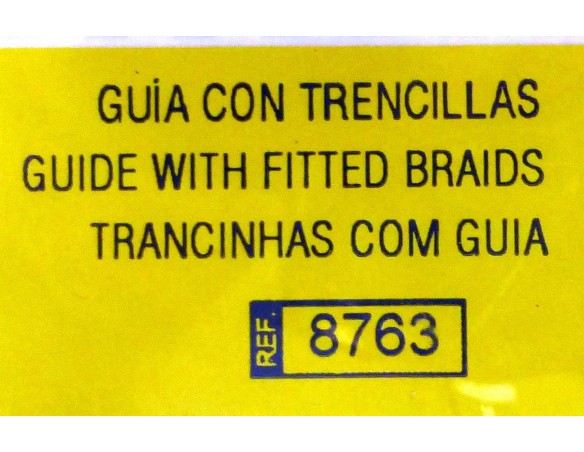 GUÍA CON TRENCILLAS
GUIDE WITH FITTED BRAIDS
TRANCINHAS COM GUIA
REF. 8763